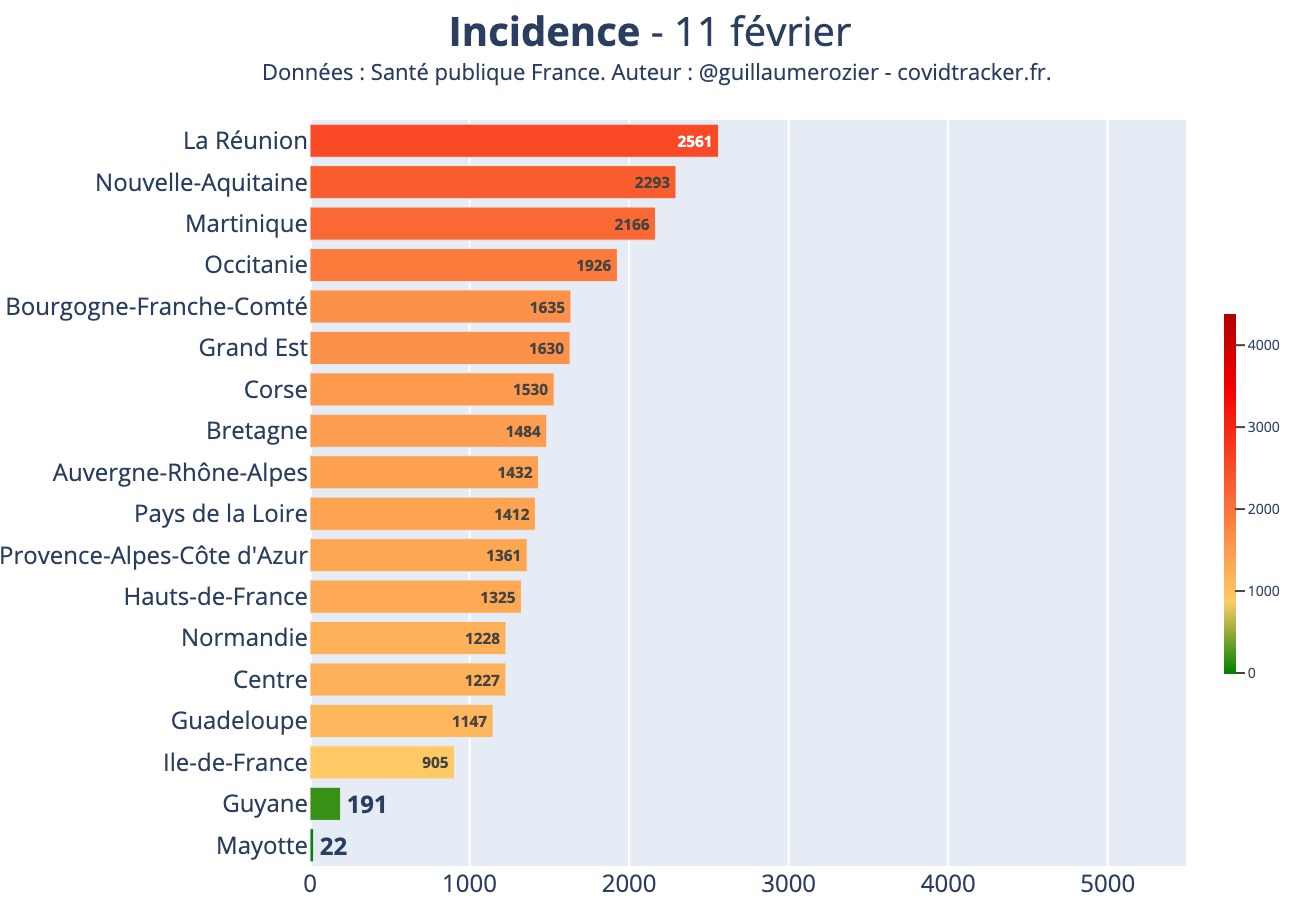 Incidence - 11 février
Données : Santé publique France. Auteur : @guillaumerozier - covidtracker.fr.
La Réunion 2561
Nouvelle-Aquitaine 2293
Martinique 2166
Occitanie 1926
Bourgogne-Franche-Comté 1635
Grand Est 1630
Corse 1530
Bretagne 1484
Auvergne-Rhône-Alpes 1432
Pays de la Loire 1412
Provence-Alpes-Côte d'Azur 1361
Hauts-de-France 1325
Normandie 1228
Centre 1227
Guadeloupe 1147
Ile-de-France 905
Guyane 191
Mayotte 22
0 1000 2000 3000 4000 5000
4000
3000
2000
1000
0